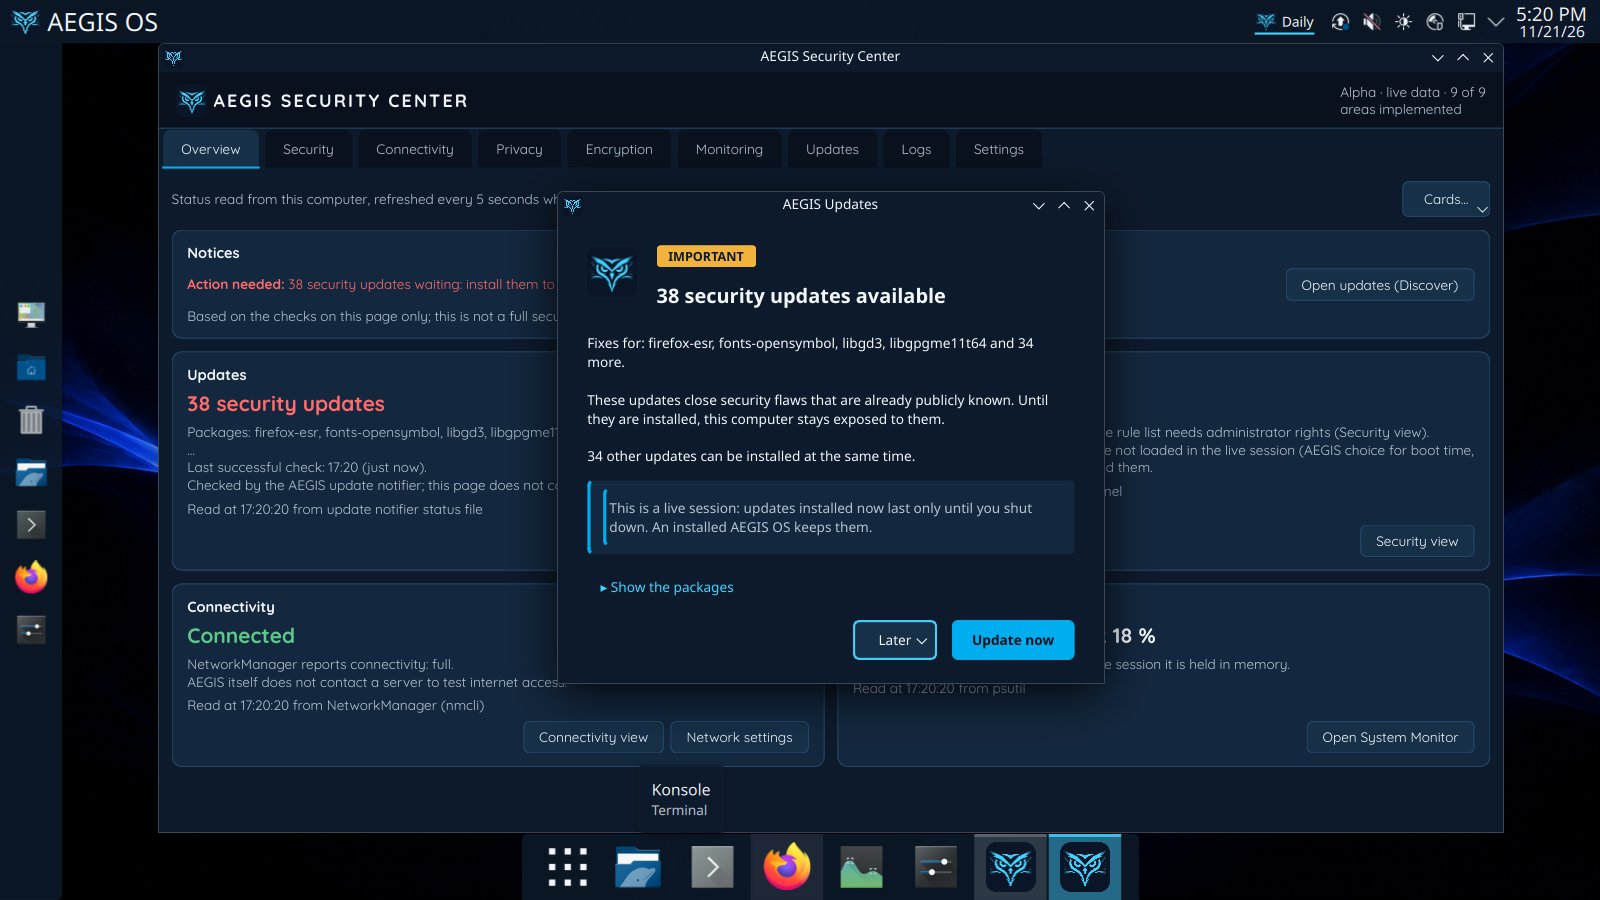 AEGIS OS
Daily
5:20 PM
11/21/26
AEGIS Security Center
AEGIS SECURITY CENTER
Alpha · live data · 9 of 9
areas implemented
Overview
Security
Connectivity
Privacy
Encryption
Monitoring
Updates
Logs
Settings
Status read from this computer, refreshed every 5 seconds
Cards...
Notices
Action needed: 38 security updates waiting: install them to
Based on the checks on this page only; this is not a full
Open updates (Discover)
Updates
38 security updates
Packages: firefox-esr, fonts-opensymbol, libgd3,
...
Last successful check: 17:20 (just now).
Checked by the AEGIS update notifier; this page does not
Read at 17:20:20 from update notifier status file
rule list needs administrator rights (Security view).
not loaded in the live session (AEGIS choice for boot time,
them.
Security view
Connectivity
Connected
NetworkManager reports connectivity: full.
AEGIS itself does not contact a server to test internet access.
Read at 17:20:20 from NetworkManager (nmcli)
Connectivity view
Network settings
18 %
session it is held in memory.
Read at 17:20:20 from psutil
Open System Monitor
AEGIS Updates
IMPORTANT
38 security updates available
Fixes for: firefox-esr, fonts-opensymbol, libgd3, libgpgme11t64 and 34
more.
These updates close security flaws that are already publicly known. Until
they are installed, this computer stays exposed to them.
34 other updates can be installed at the same time.
This is a live session: updates installed now last only until you shut
down. An installed AEGIS OS keeps them.
▸ Show the packages
Later
Update now
Konsole
Terminal